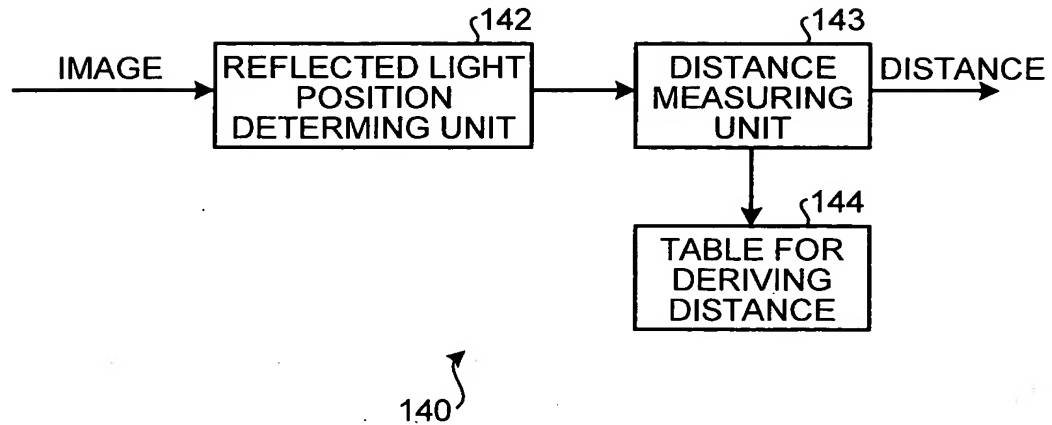 142
143
IMAGE
REFLECTED LIGHT
POSITION
DETERMING UNIT
DISTANCE
MEASURING
UNIT
DISTANCE
144
TABLE FOR
DERIVING
DISTANCE
140